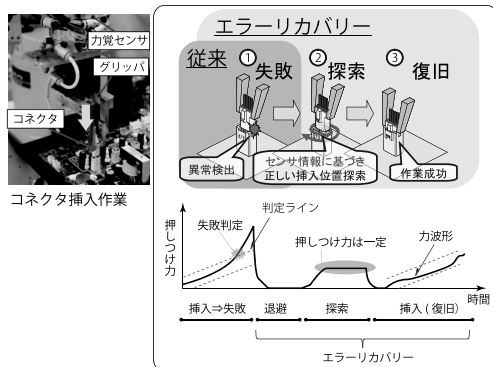 力覚センサ
グリッパ
コネクタ
コネクタ挿入作業
エラーリカバリー
従来
① 失敗
② 探索
③ 復旧
異常検出
センサ情報に基づき
正しい挿入位置探索
作業成功
押しつけ力
失敗判定
判定ライン
押しつけ力は一定
力波形
時間
挿入⇒失敗
退避
探索
挿入 ( 復旧 )
エラーリカバリー